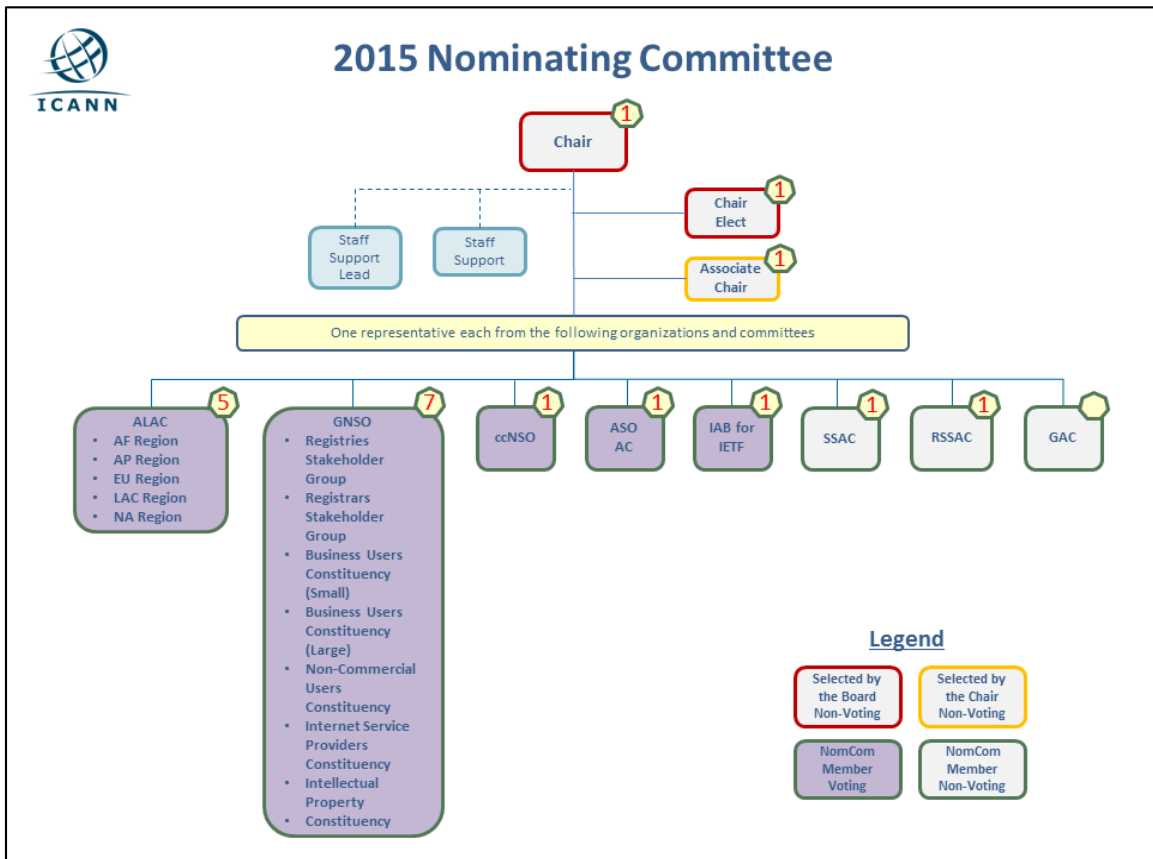 ICANN
2015 Nominating Committee
1
Chair
1
Chair
Elect
Staff
Support
Lead
Staff
Support
1
Associate
Chair
One representative each from the following organizations and committees
5
ALAC
• AF Region
• AP Region
• EU Region
• LAC Region
• NA Region
7
GNSO
• Registries
Stakeholder
Group
• Registrars
Stakeholder
Group
• Business Users
Constituency
(Small)
• Business Users
Constituency
(Large)
• Non-Commercial
Users
Constituency
• Internet Service
Providers
Constituency
• Intellectual
Property
• Constituency
1
ccNSO
1
ASO
AC
1
IAB for
IETF
1
SSAC
1
RSSAC
GAC
Legend
Selected by
the Board
Non-Voting
Selected by
the Chair
Non-Voting
NomCom
Member
Voting
NomCom
Member
Non-Voting